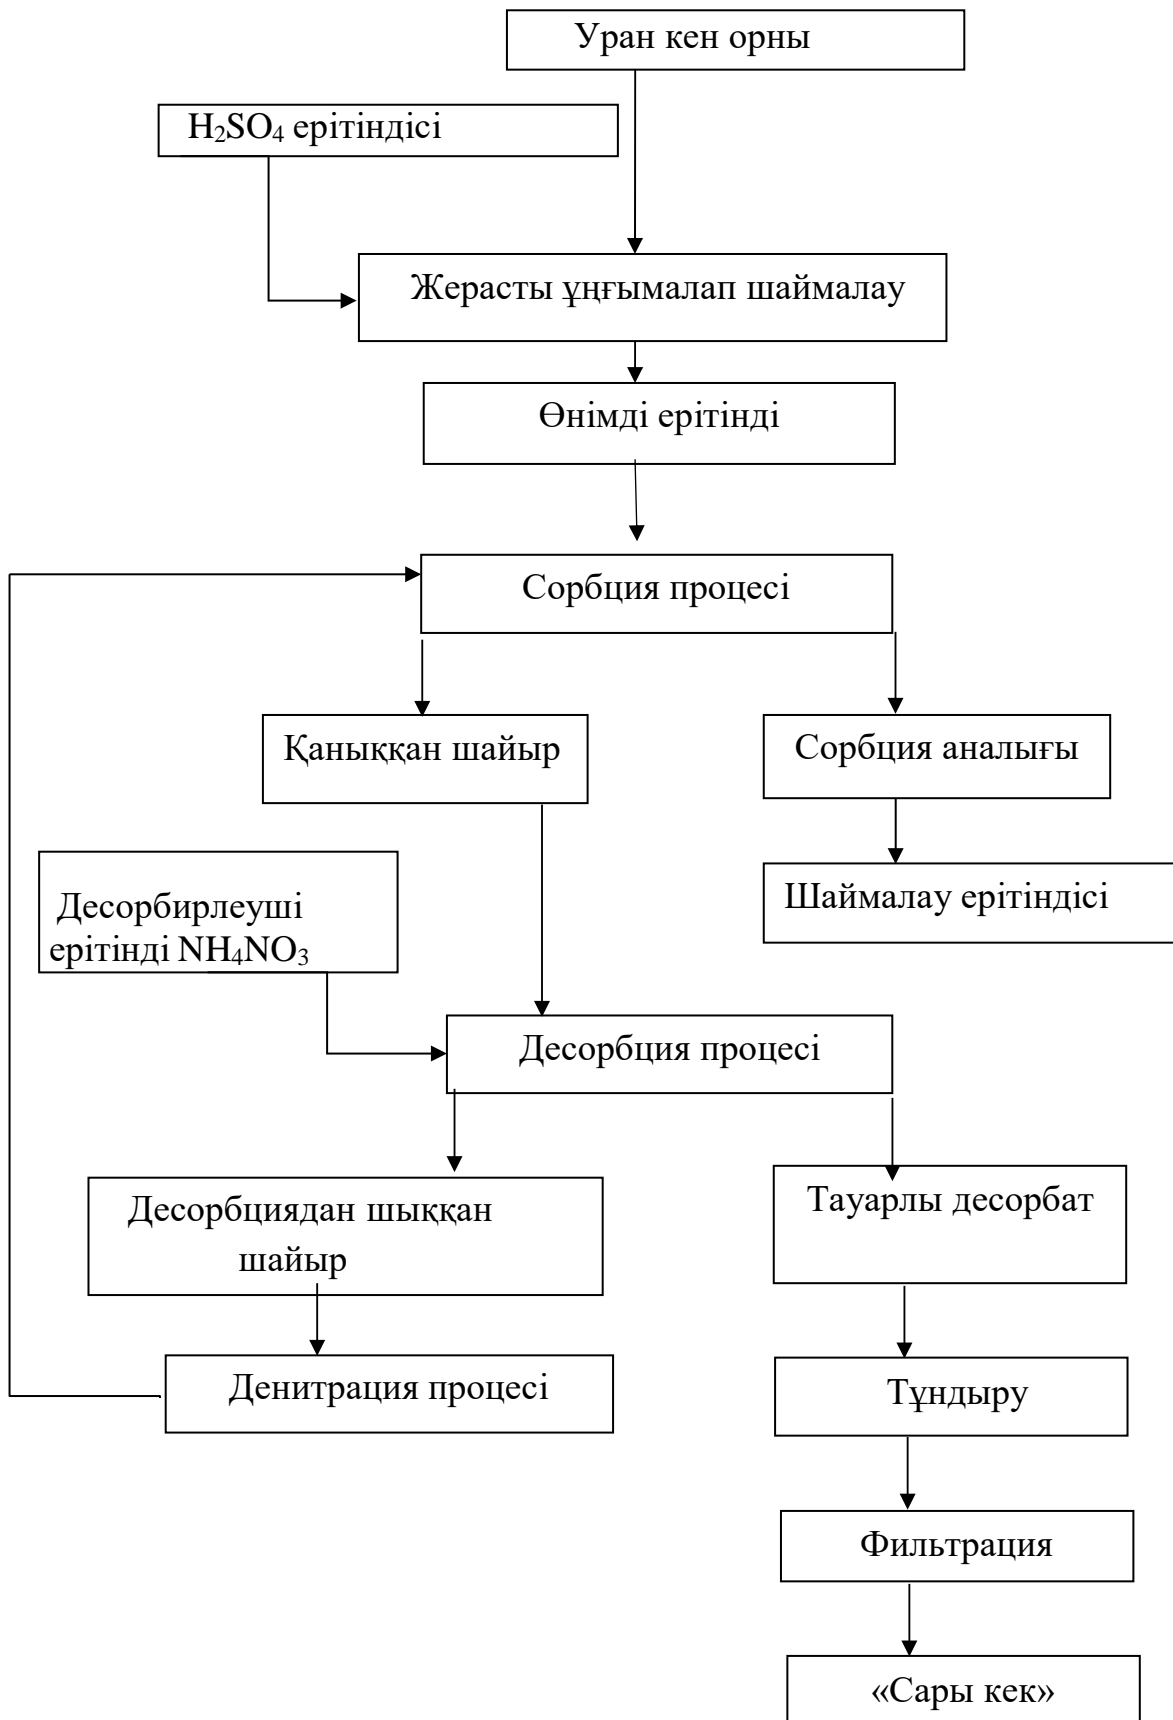 Уран кен орны
H₂SO₄ ерітіндісі
Жерасты ұңғымалап шаймалау
Өнімді ерітінді
Сорбция процесі
Қаныққан шайыр
Сорбция аналығы
Шаймалау ерітіндісі
Десорбирлеуші
ерітінді NH₄NO₃
Десорбция процесі
Десорбциядан шыққан
шайыр
Тауарлы десорбат
Денитрация процесі
Тұндыру
Фильтрация
«Сары кек»